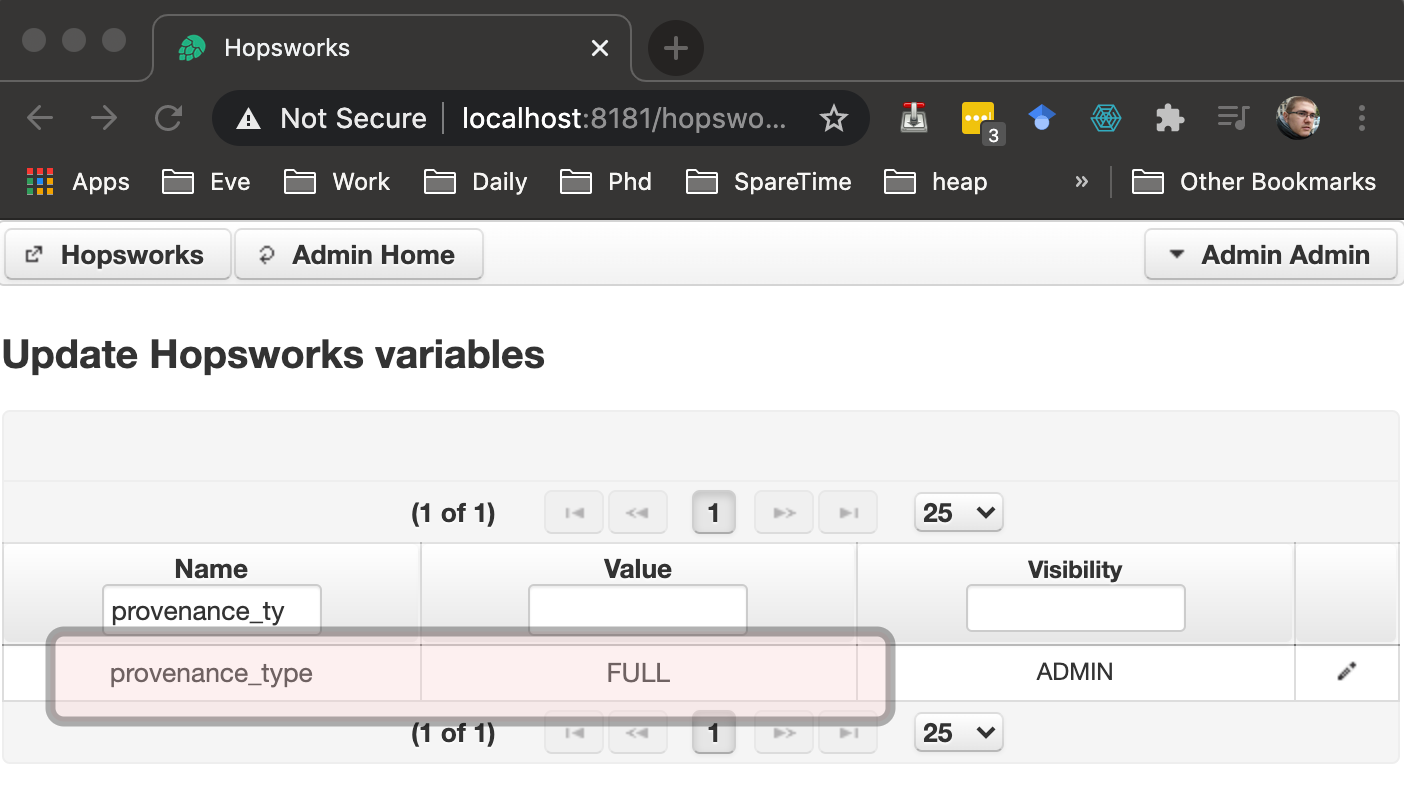 Hopsworks
Not Secure localhost:8181/hopswo...
3
Apps Eve Work Daily Phd SpareTime heap » Other Bookmarks
Hopsworks Admin Home Admin Admin
Update Hopsworks variables
(1 of 1) 1 25
Name Value Visibility
provenance_ty
provenance_type FULL ADMIN
(1 of 1) 1 25